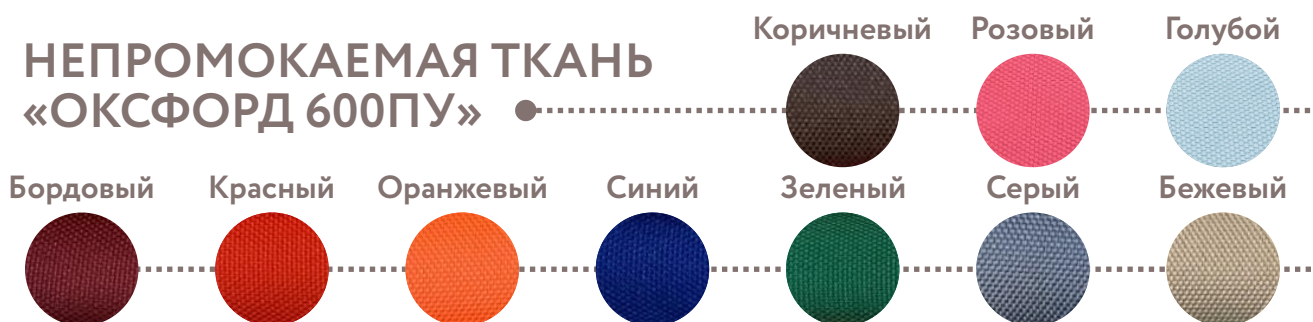 Коричневый Розовый Голубой
НЕПРОМОКАЕМАЯ ТКАНЬ
«ОКСФОРД 600ПУ»
Бордовый Красный Оранжевый Синий Зеленый Серый Бежевый